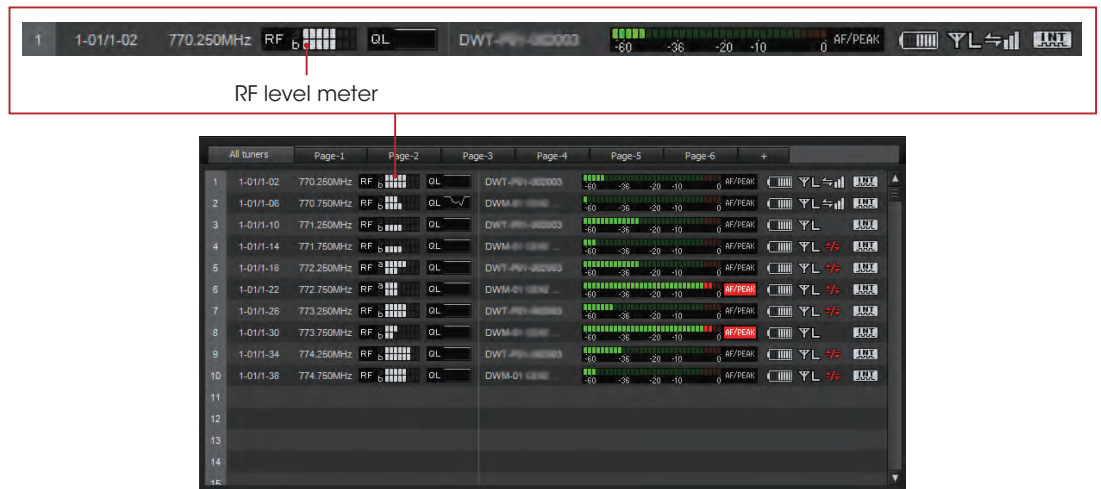 1 1-01/1-02 770.250MHz RF b QL DWT- -60 -36 -20 -10 0 AF/PEAK L INT
RF level meter
All tuners Page-1 Page-2 Page-3 Page-4 Page-5 Page-6 +
1 1-01/1-02 770.250MHz RF b QL DWT- -60 -36 -20 -10 0 AF/PEAK L INT
2 1-01/1-06 770.750MHz RF b QL DWM- -60 -36 -20 -10 0 AF/PEAK L INT
3 1-01/1-10 771.250MHz RF b QL DWT- -60 -36 -20 -10 0 AF/PEAK L INT
4 1-01/1-14 771.750MHz RF b QL DWM- ... -60 -36 -20 -10 0 AF/PEAK L INT
5 1-01/1-18 772.250MHz RF a QL DWT- -60 -36 -20 -10 0 AF/PEAK L INT
6 1-01/1-22 772.750MHz RF a QL DWM- ... -60 -36 -20 -10 0 AF/PEAK L INT
7 1-01/1-26 773.250MHz RF b QL DWT- -60 -36 -20 -10 0 AF/PEAK L INT
8 1-01/1-30 773.750MHz RF b QL DWM- ... -60 -36 -20 -10 0 AF/PEAK L INT
9 1-01/1-34 774.250MHz RF b QL DWT- -60 -36 -20 -10 0 AF/PEAK L INT
10 1-01/1-38 774.750MHz RF b QL DWM-01 ... -60 -36 -20 -10 0 AF/PEAK L INT
11
12
13
14
15